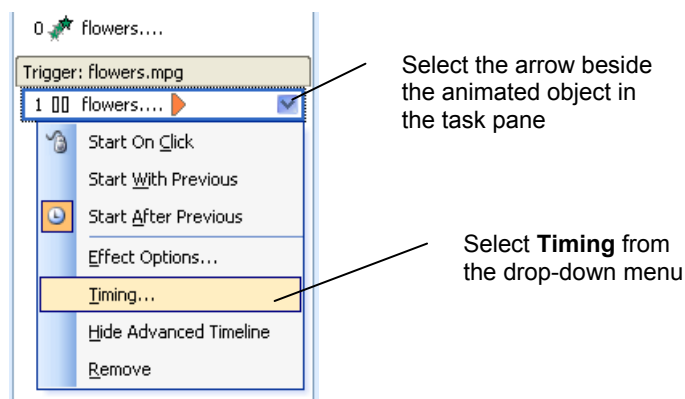 0 flowers....
Trigger: flowers.mpg
1 flowers....
Start On Click
Start With Previous
Start After Previous
Effect Options...
Timing...
Hide Advanced Timeline
Remove
Select the arrow beside
the animated object in
the task pane
Select Timing from
the drop-down menu